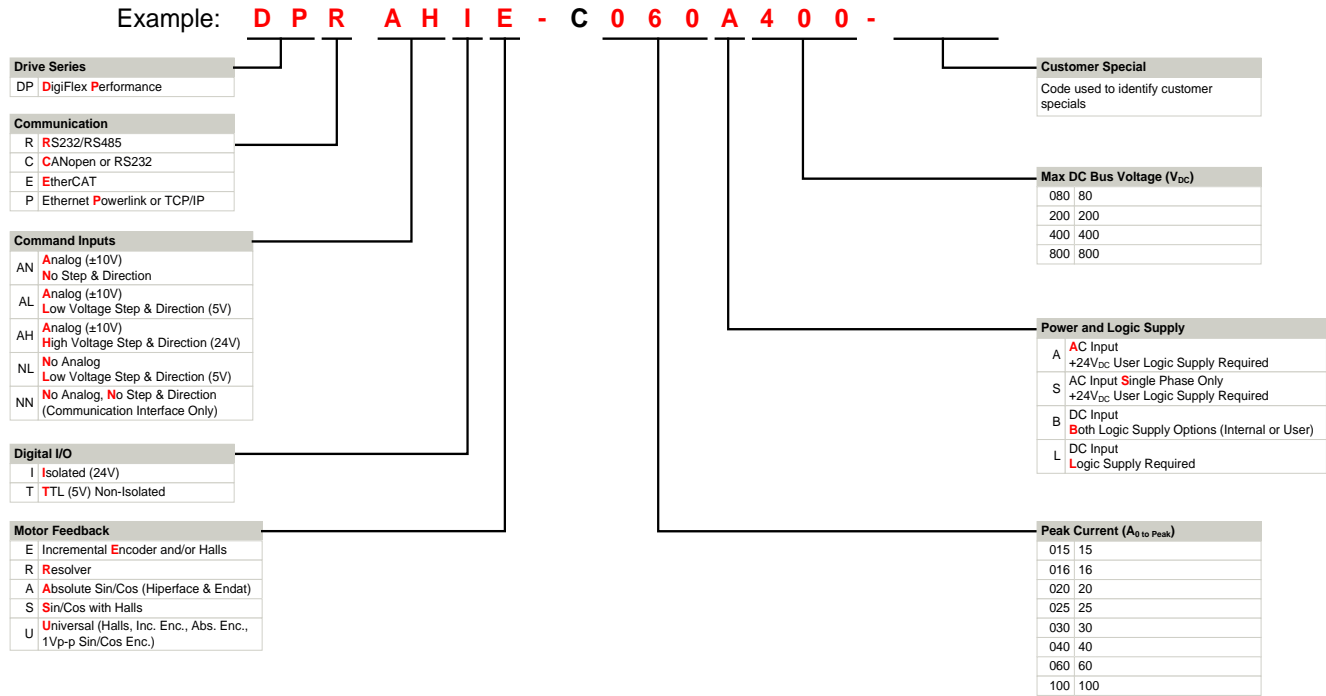 Example: D P R A H I E - C 0 6 0 A 4 0 0 -
Drive Series
DP DigiFlex Performance
Communication
R RS232/RS485
C CANopen or RS232
E EtherCAT
P Ethernet Powerlink or TCP/IP
Command Inputs
AN Analog (±10V)
No Step & Direction
AL Analog (±10V)
Low Voltage Step & Direction (5V)
AH Analog (±10V)
High Voltage Step & Direction (24V)
NL No Analog
Low Voltage Step & Direction (5V)
NN No Analog, No Step & Direction
(Communication Interface Only)
Digital I/O
I Isolated (24V)
T TTL (5V) Non-Isolated
Motor Feedback
E Incremental Encoder and/or Halls
R Resolver
A Absolute Sin/Cos (Hiperface & Endat)
S Sin/Cos with Halls
U Universal (Halls, Inc. Enc., Abs. Enc.,
1Vp-p Sin/Cos Enc.)
Customer Special
Code used to identify customer
specials
Max DC Bus Voltage (VDC)
080 80
200 200
400 400
800 800
Power and Logic Supply
A AC Input
+24VDC User Logic Supply Required
S AC Input Single Phase Only
+24VDC User Logic Supply Required
B DC Input
Both Logic Supply Options (Internal or User)
L DC Input
Logic Supply Required
Peak Current (A0 to Peak)
015 15
016 16
020 20
025 25
030 30
040 40
060 60
100 100